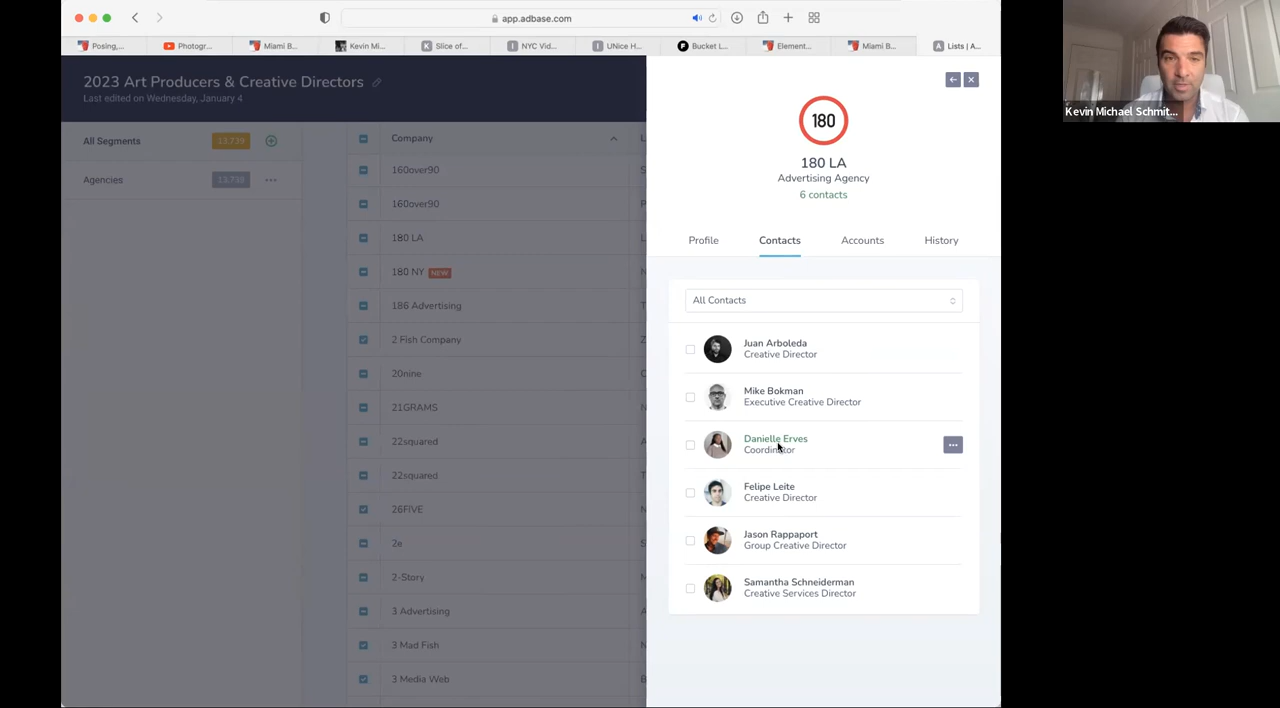 app.adbase.com
Posing,...
Photogr...
Miami B...
Kevin Mi...
Slice of...
NYC Vid...
UNice H...
Bucket L...
Element...
Miami B...
Lists | A...
2023 Art Producers & Creative Directors
Last edited on Wednesday, January 4
All Segments 13,739
Agencies 13,739
Company
160over90
160over90
180 LA
180 NY NEW
186 Advertising
2 Fish Company
20nine
21GRAMS
22squared
22squared
26FIVE
2e
2-Story
3 Advertising
3 Mad Fish
3 Media Web
180
180 LA
Advertising Agency
6 contacts
Profile Contacts Accounts History
All Contacts
Juan Arboleda
Creative Director
Mike Bokman
Executive Creative Director
Danielle Erves
Coordinator
Felipe Leite
Creative Director
Jason Rappaport
Group Creative Director
Samantha Schneiderman
Creative Services Director
Kevin Michael Schmit...